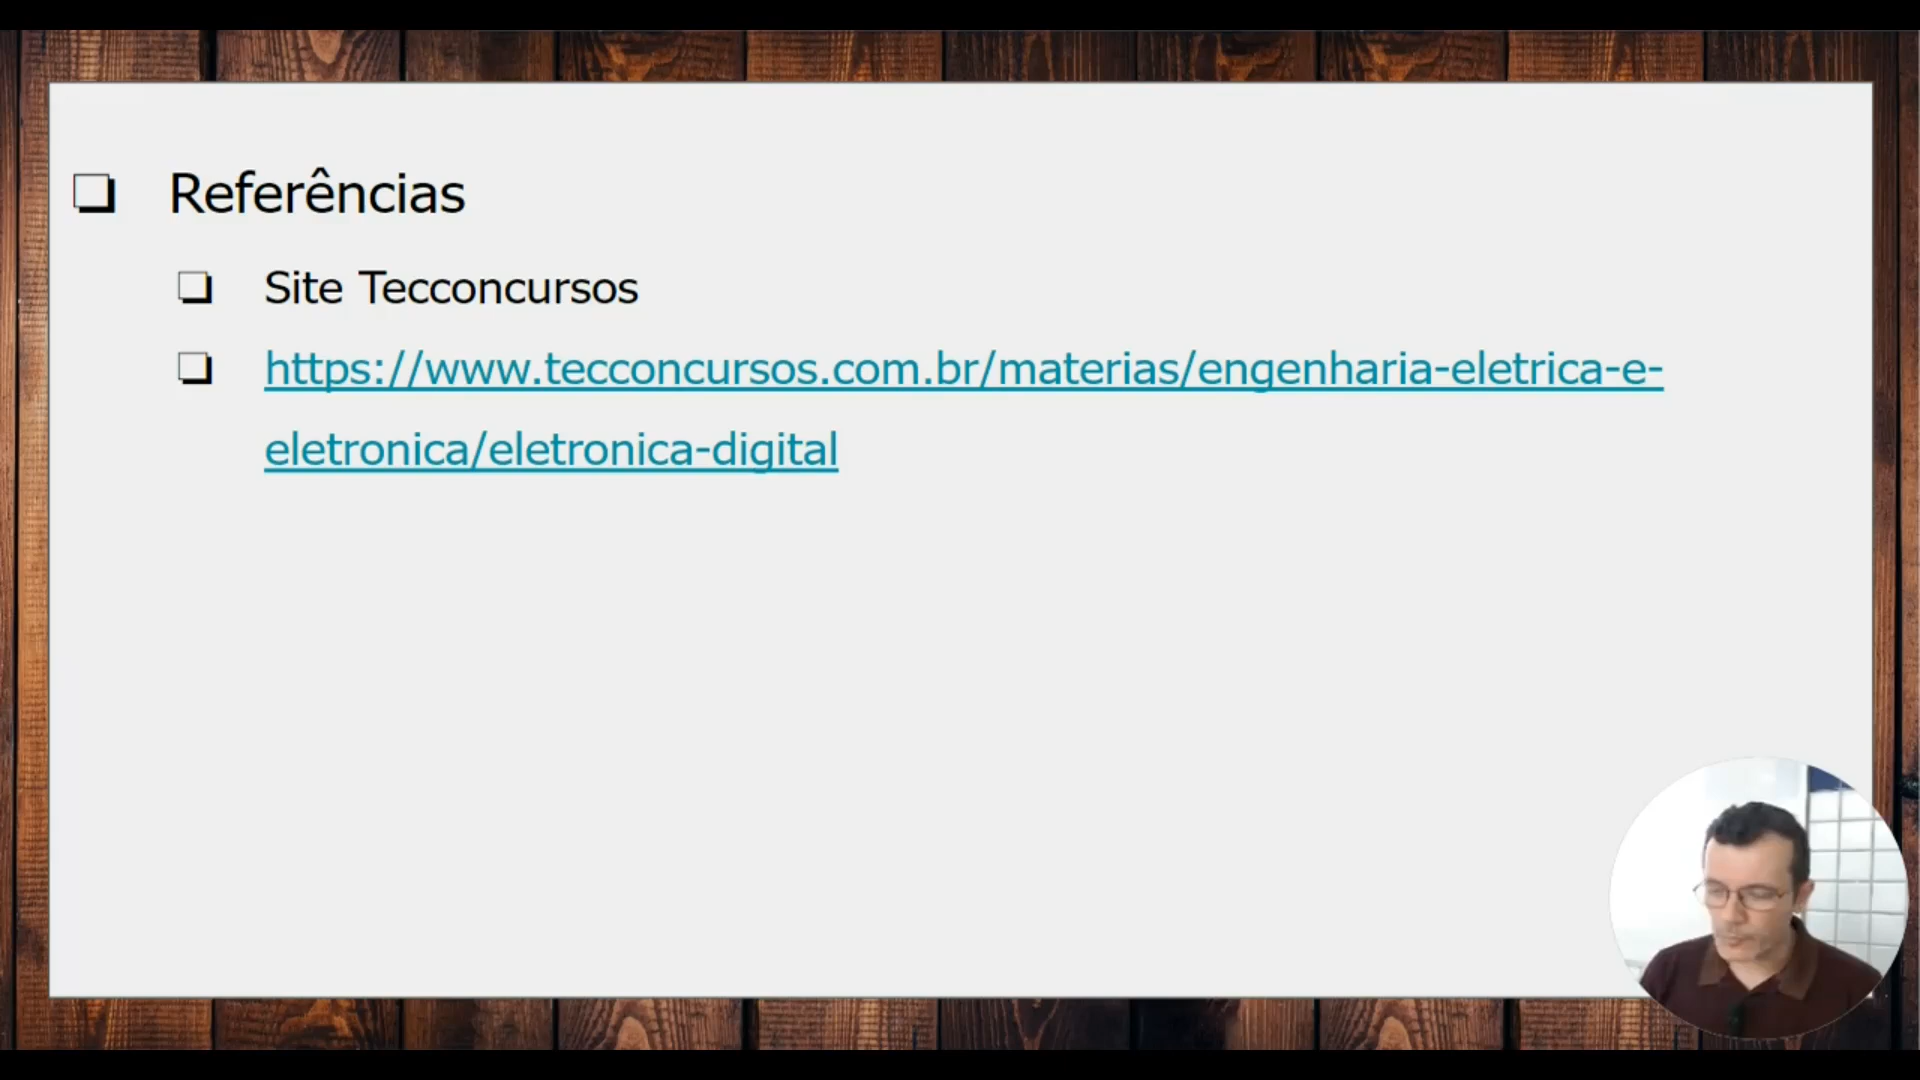 Referências
Site Tecconcursos
https://www.tecconcursos.com.br/materias/engenharia-eletrica-e-
eletronica/eletronica-digital